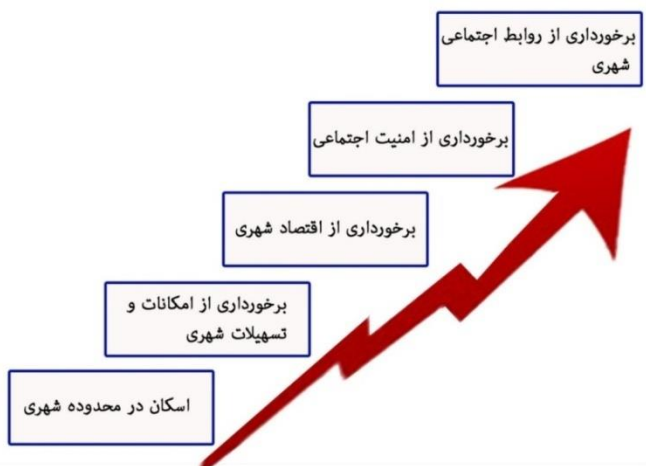 برخورداری از روابط اجتماعی
شهری
برخورداری از امنیت اجتماعی
برخورداری از اقتصاد شهری
برخورداری از امکانات و
تسهیلات شهری
اسکان در محدوده شهری